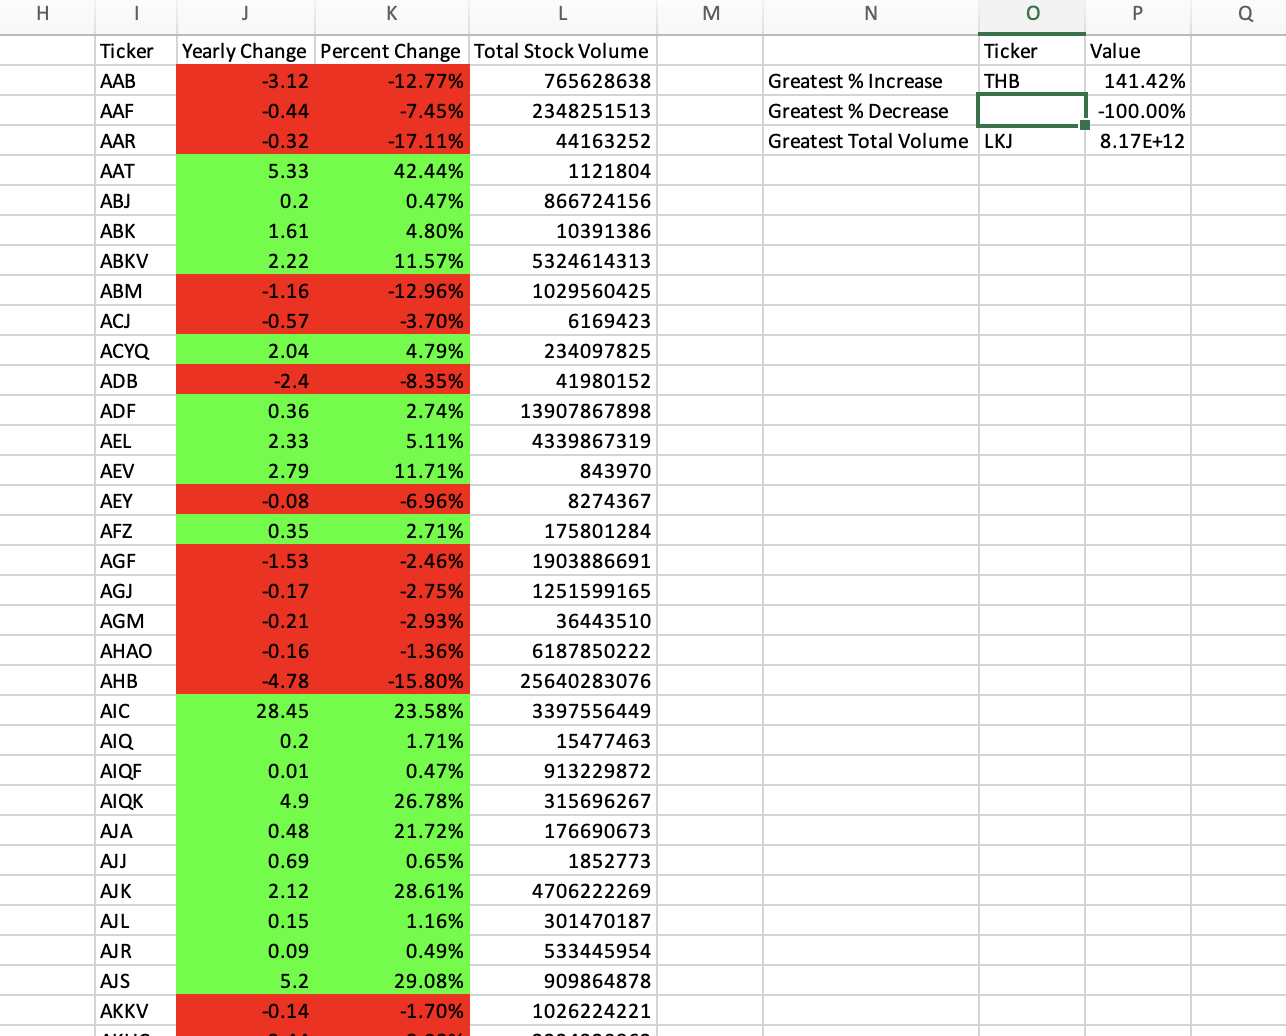 H I J K L M N O P Q
Ticker Yearly Change Percent Change Total Stock Volume Ticker Value
AAB -3.12 -12.77% 765628638 Greatest % Increase THB 141.42%
AAF -0.44 -7.45% 2348251513 Greatest % Decrease -100.00%
AAR -0.32 -17.11% 44163252 Greatest Total Volume LKJ 8.17E+12
AAT 5.33 42.44% 1121804
ABJ 0.2 0.47% 866724156
ABK 1.61 4.80% 10391386
ABKV 2.22 11.57% 5324614313
ABM -1.16 -12.96% 1029560425
ACJ -0.57 -3.70% 6169423
ACYQ 2.04 4.79% 234097825
ADB -2.4 -8.35% 41980152
ADF 0.36 2.74% 13907867898
AEL 2.33 5.11% 4339867319
AEV 2.79 11.71% 843970
AEY -0.08 -6.96% 8274367
AFZ 0.35 2.71% 175801284
AGF -1.53 -2.46% 1903886691
AGJ -0.17 -2.75% 1251599165
AGM -0.21 -2.93% 36443510
AHAO -0.16 -1.36% 6187850222
AHB -4.78 -15.80% 25640283076
AIC 28.45 23.58% 3397556449
AIQ 0.2 1.71% 15477463
AIQF 0.01 0.47% 913229872
AIQK 4.9 26.78% 315696267
AJA 0.48 21.72% 176690673
AJJ 0.69 0.65% 1852773
AJK 2.12 28.61% 4706222269
AJL 0.15 1.16% 301470187
AJR 0.09 0.49% 533445954
AJS 5.2 29.08% 909864878
AKKV -0.14 -1.70% 1026224221